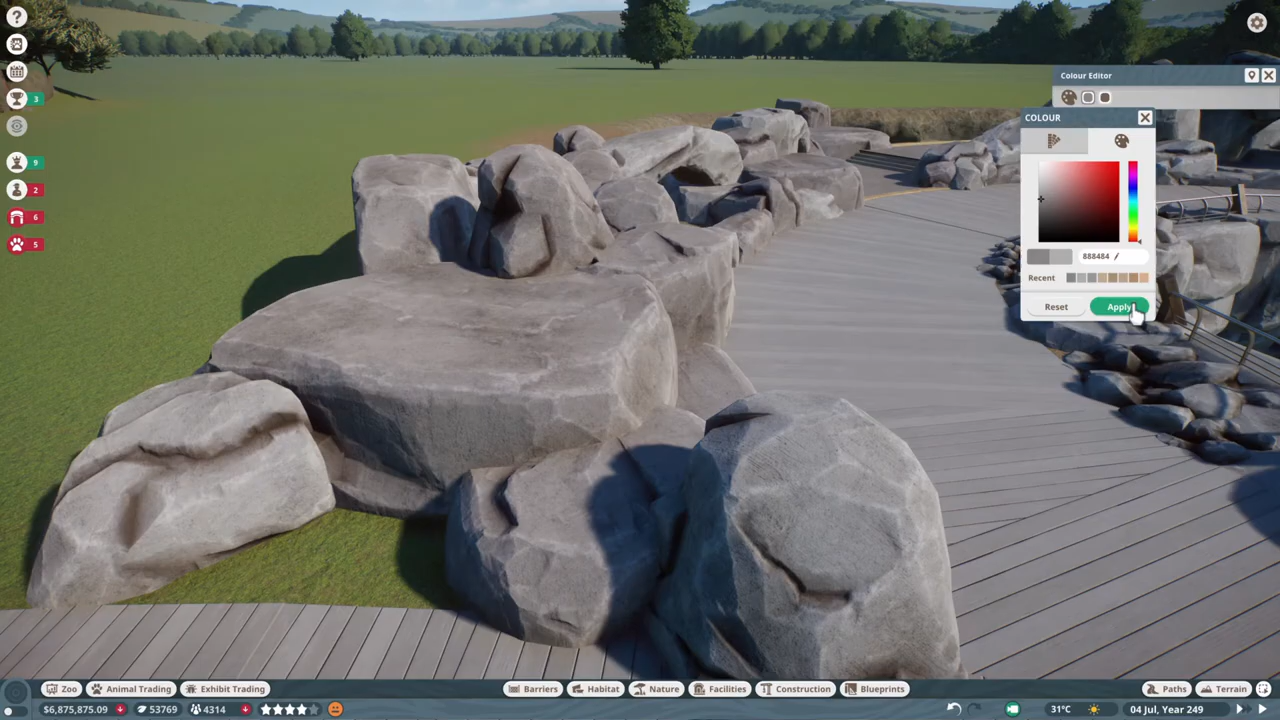 ?
Colour Editor
3
COLOUR
9
2
6
5
888484
Recent
Reset
Apply
Zoo
Animal Trading
Exhibit Trading
Barriers
Habitat
Nature
Facilities
Construction
Blueprints
Paths
Terrain
$6,875,875.09
53769
4314
31°C
04 Jul, Year 249